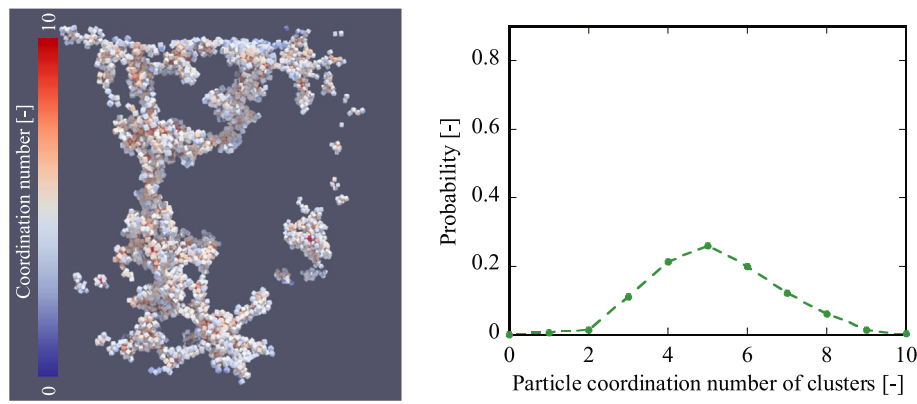 10
Coordination number [-]
0
Probability [-]
0.8
0.6
0.4
0.2
0
0 2 4 6 8 10
Particle coordination number of clusters [-]